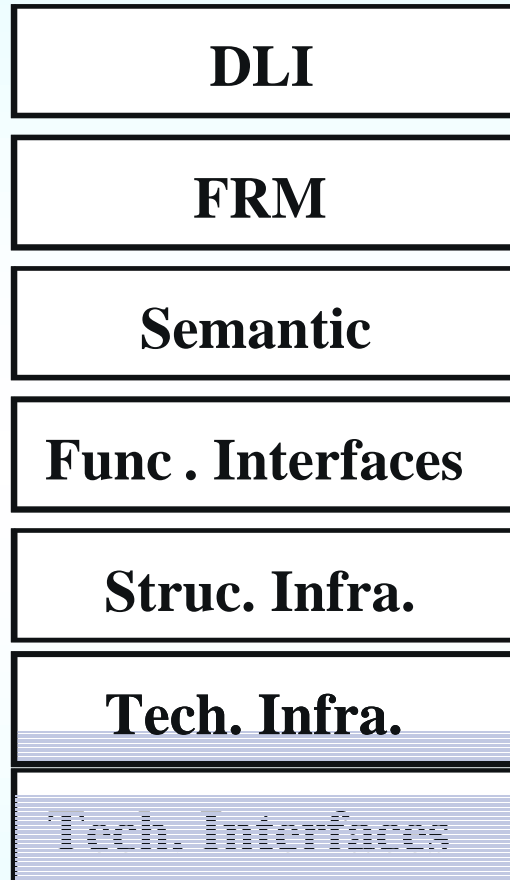 DLI
FRM
Semantic
Func . Interfaces
Struc. Infra.
Tech. Infra.
Tech. Interfaces